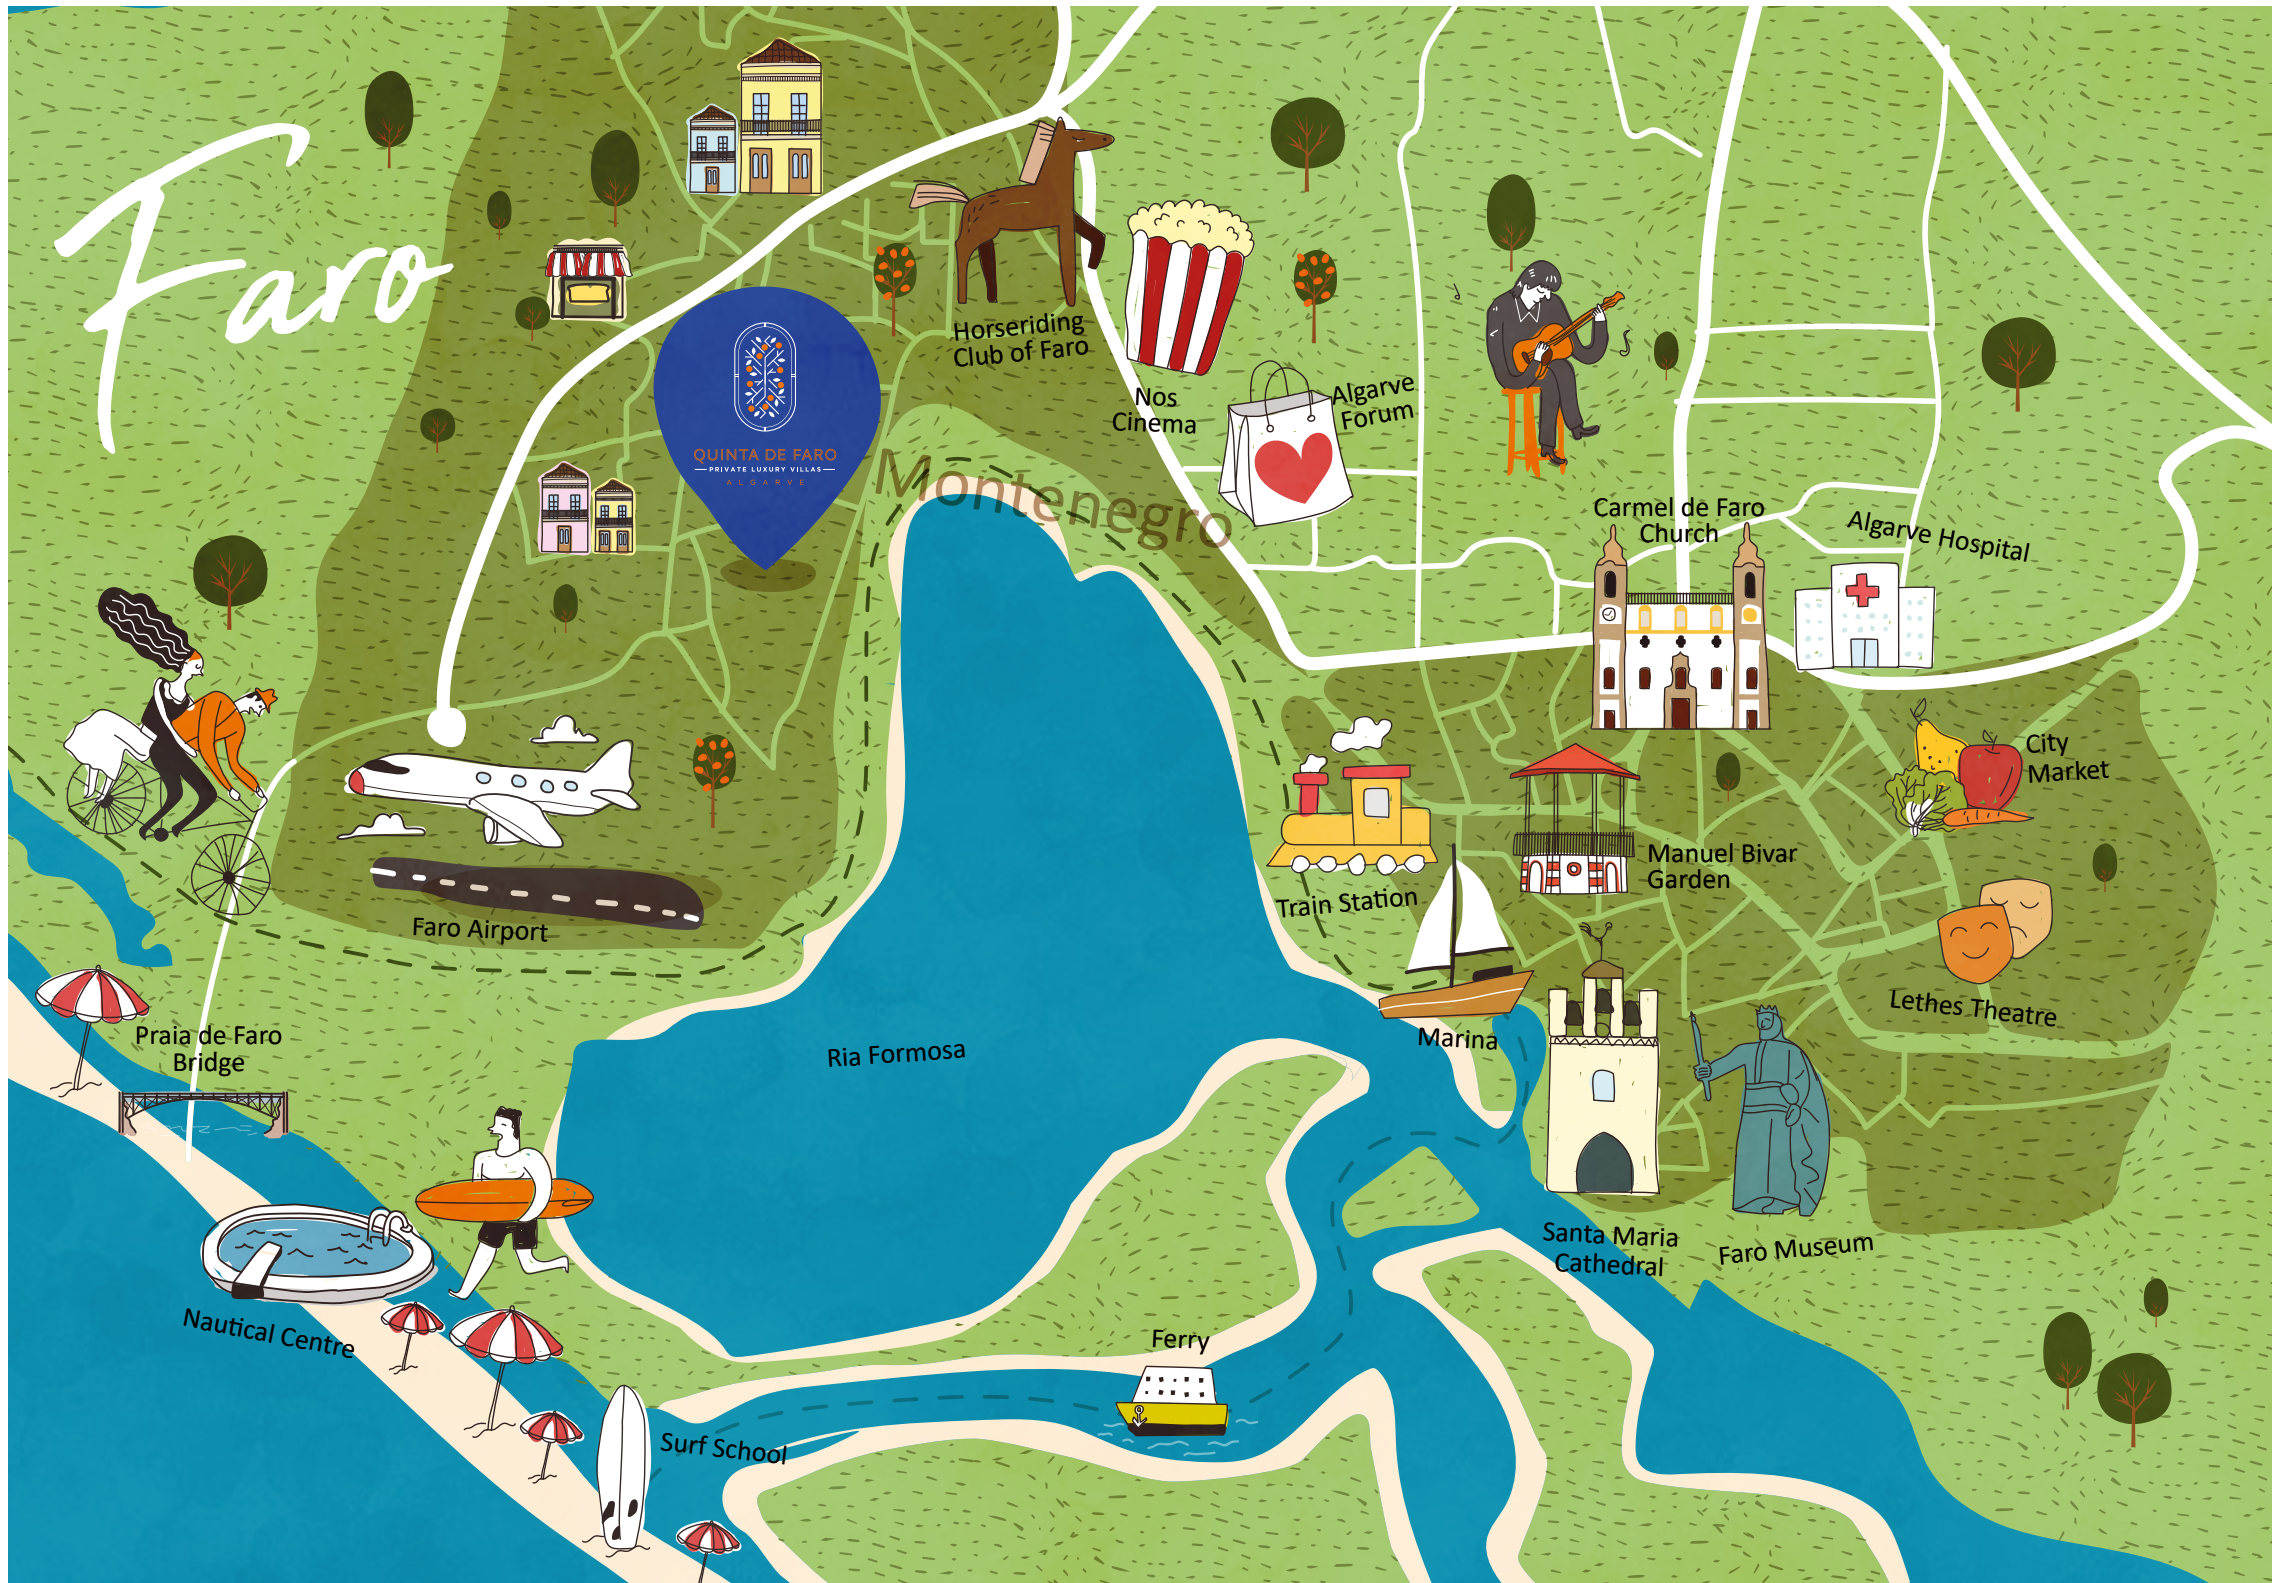 Faro
Horseriding
Club of Faro
Nos
Cinema
Algarve
Forum
QUINTA DE FARO
PRIVATE LUXURY VILLAS
ALGARVE
Montenegro
Carmel de Faro
Church
Algarve Hospital
City
Market
Manuel Bivar
Garden
Train Station
Faro Airport
Lethes Theatre
Praia de Faro
Bridge
Ria Formosa
Marina
Santa Maria
Cathedral
Faro Museum
Nautical Centre
Ferry
Surf School